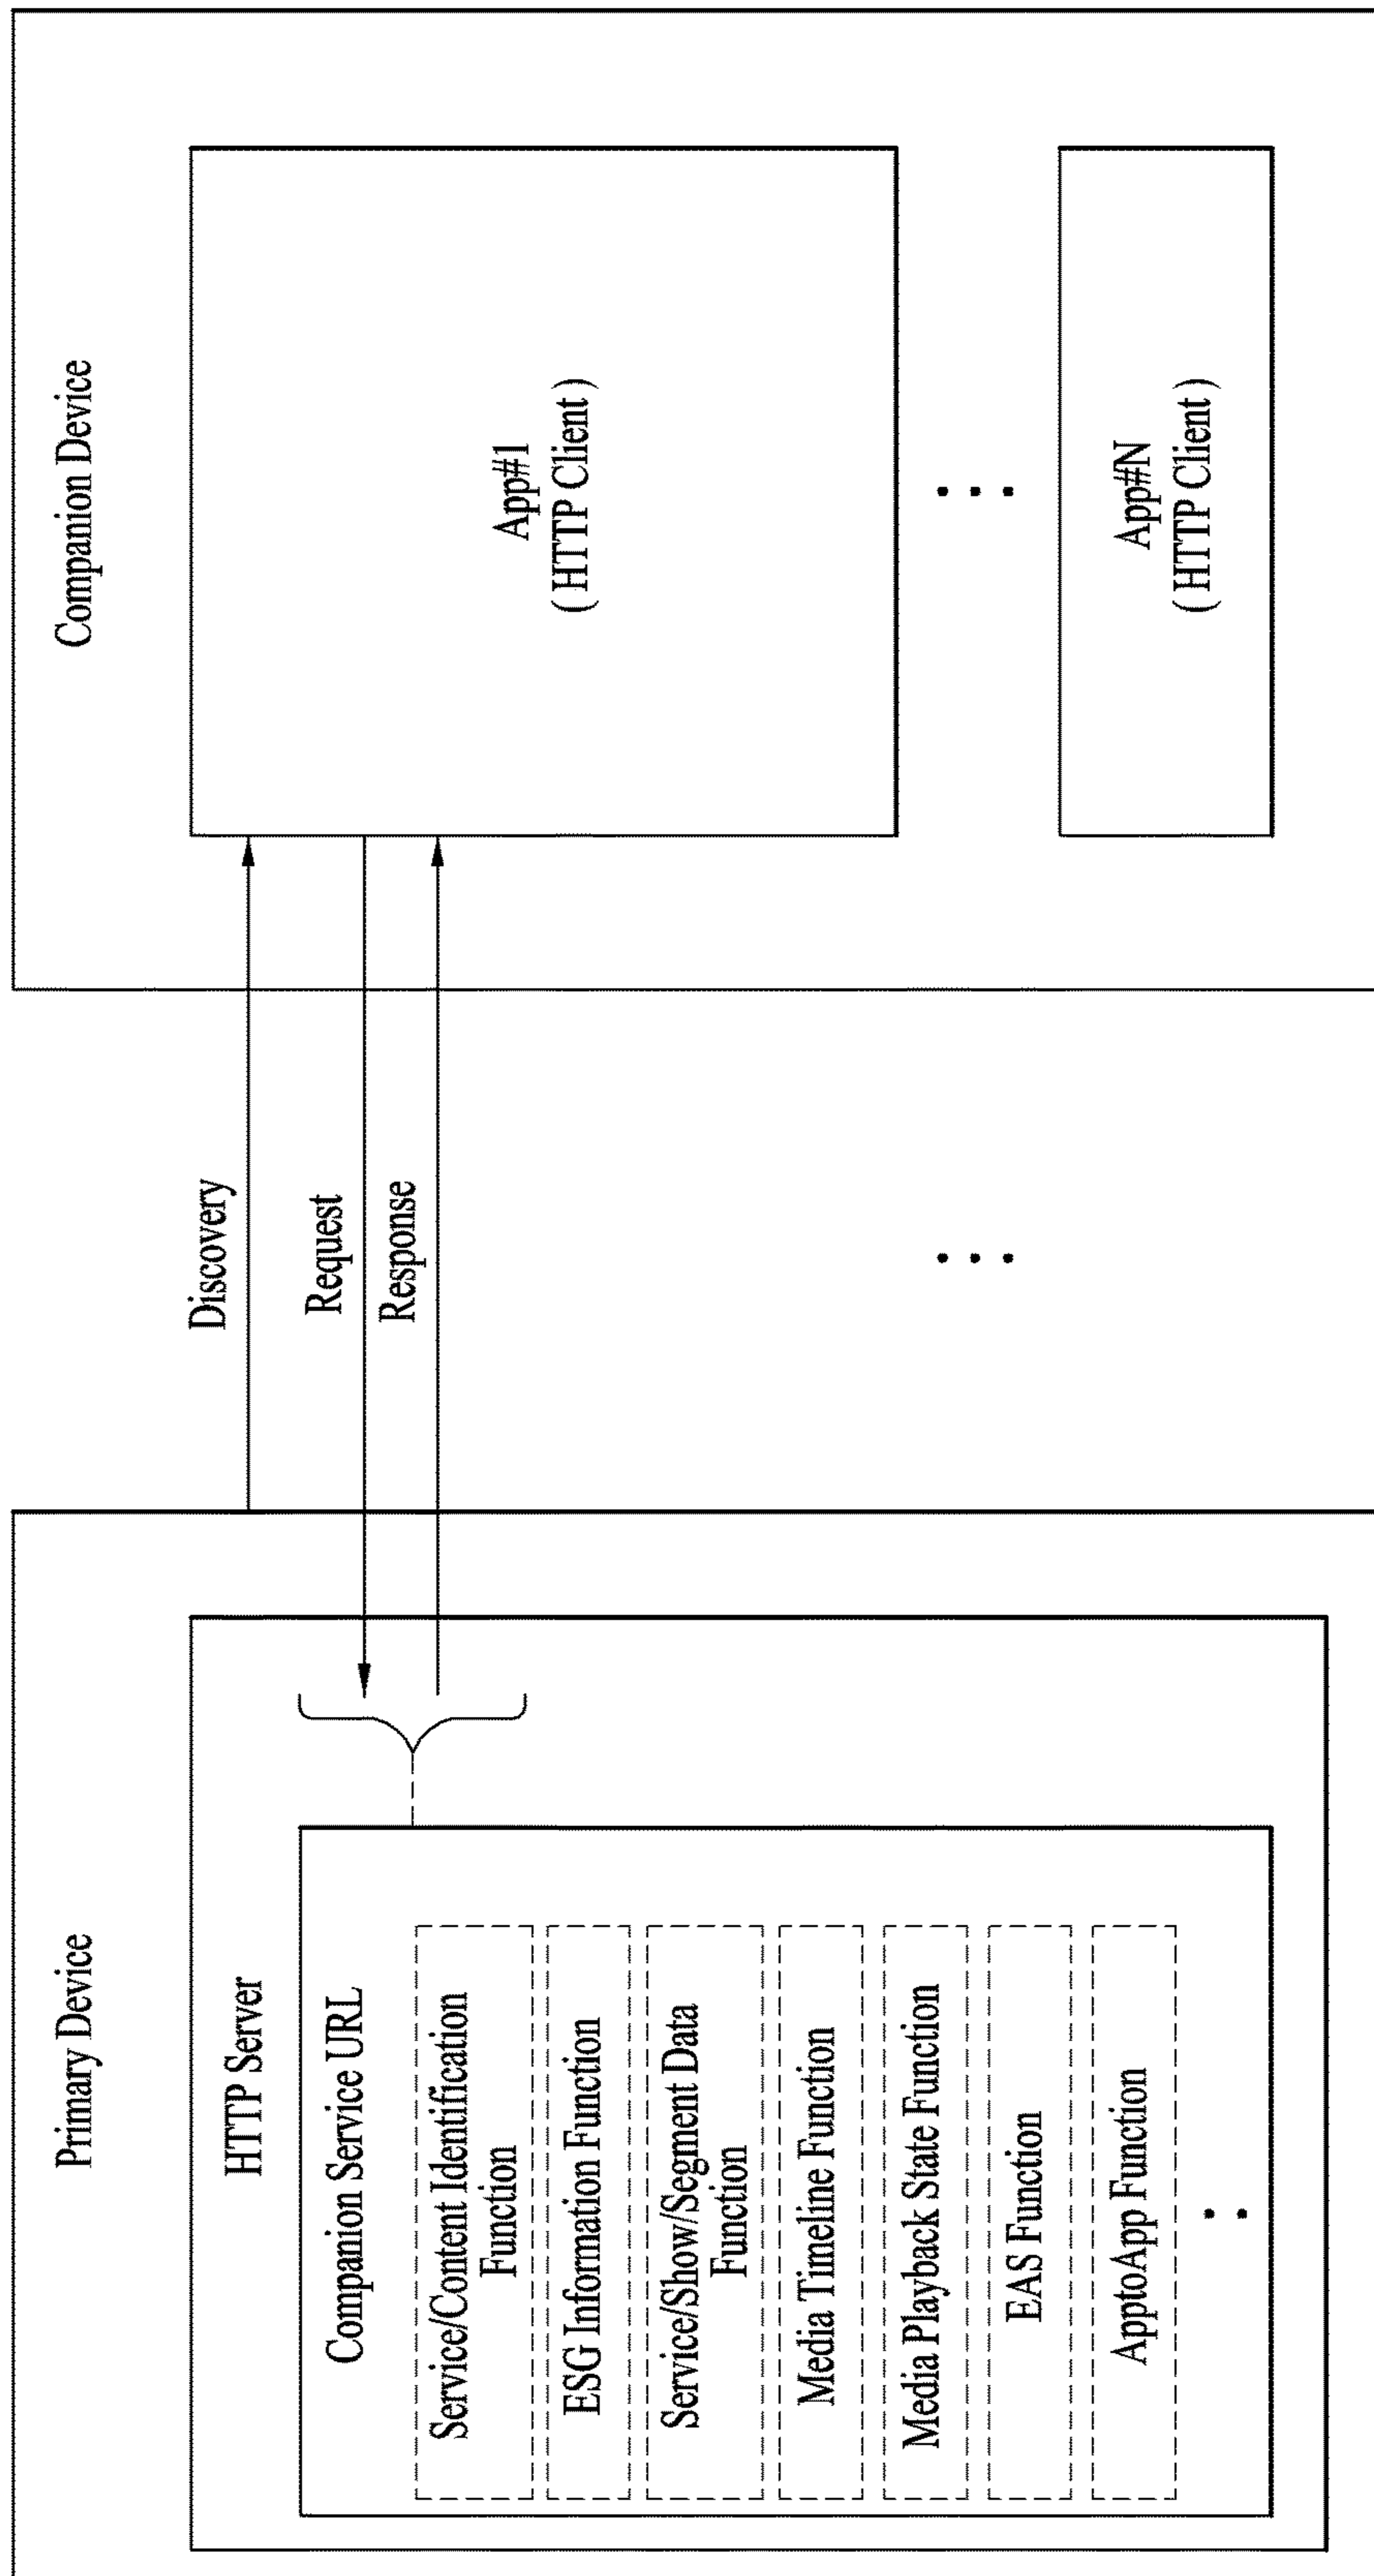 Primary Device
HTTP Server
Companion Service URL
Service/Content Identification
Function
ESG Information Function
Service/Show/Segment Data
Function
Media Timeline Function
Media Playback State Function
EAS Function
ApptoApp Function
Discovery
Request
Response
Companion Device
App#1
( HTTP Client )
App#N
( HTTP Client )